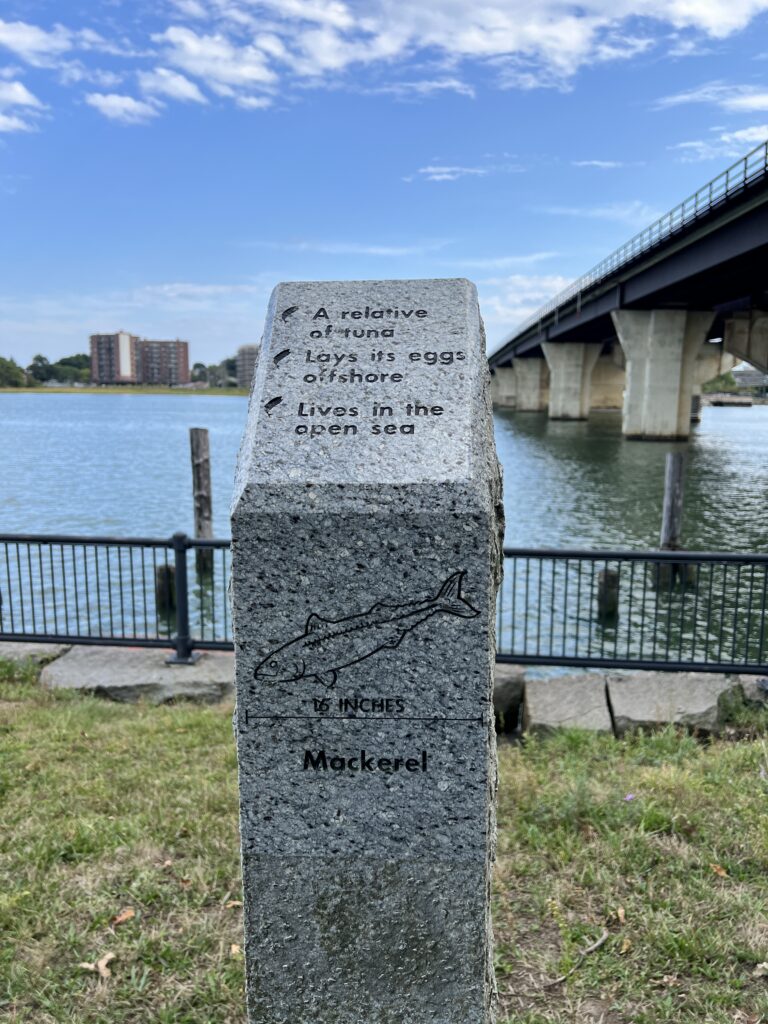 A relative
of tuna
Lays its eggs
offshore
Lives in the
open sea
16 INCHES
Mackerel